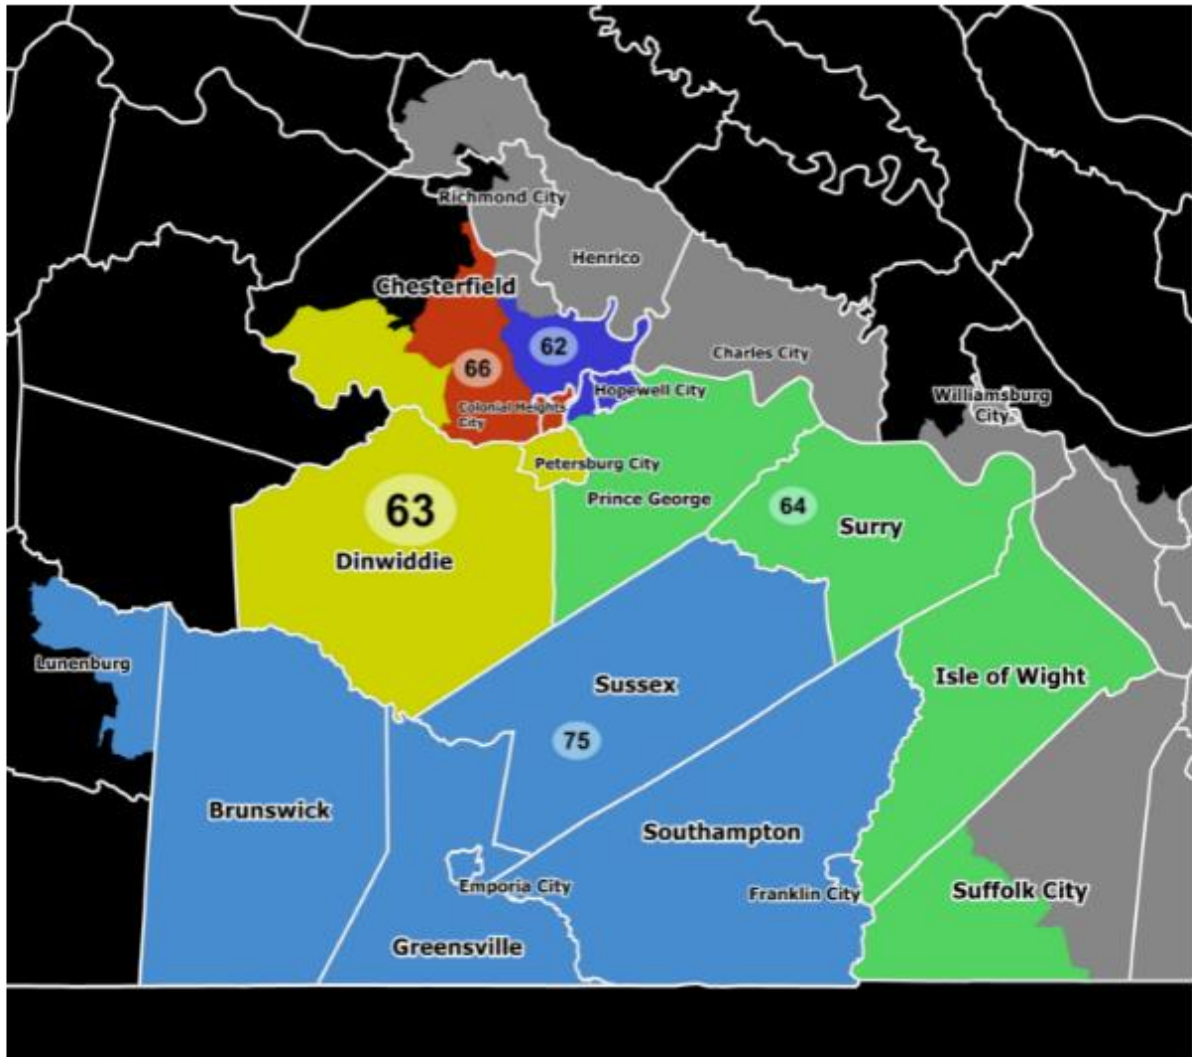 Richmond City
Henrico
Chesterfield
62
Charles City
66
Hopewell City
Williamsburg
City
Colonial Heights
City
Petersburg City
Prince George
63
64
Surry
Dinwiddie
Lunenburg
Sussex
Isle of Wight
75
Brunswick
Southampton
Emporia City
Franklin City
Suffolk City
Greensville